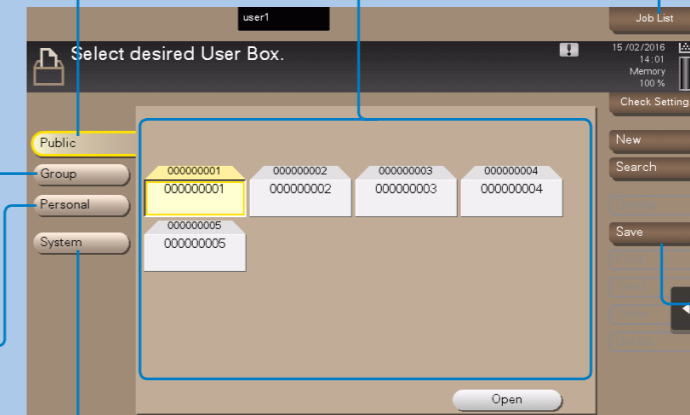 user1
Job List
Select desired User Box.
15/02/2016
14:01
Memory
100 %
Check Setting
Public
Group
Personal
System
000000001
000000002
000000003
000000004
000000001
000000002
000000003
000000004
000000005
000000005
New
Search
Save
Open